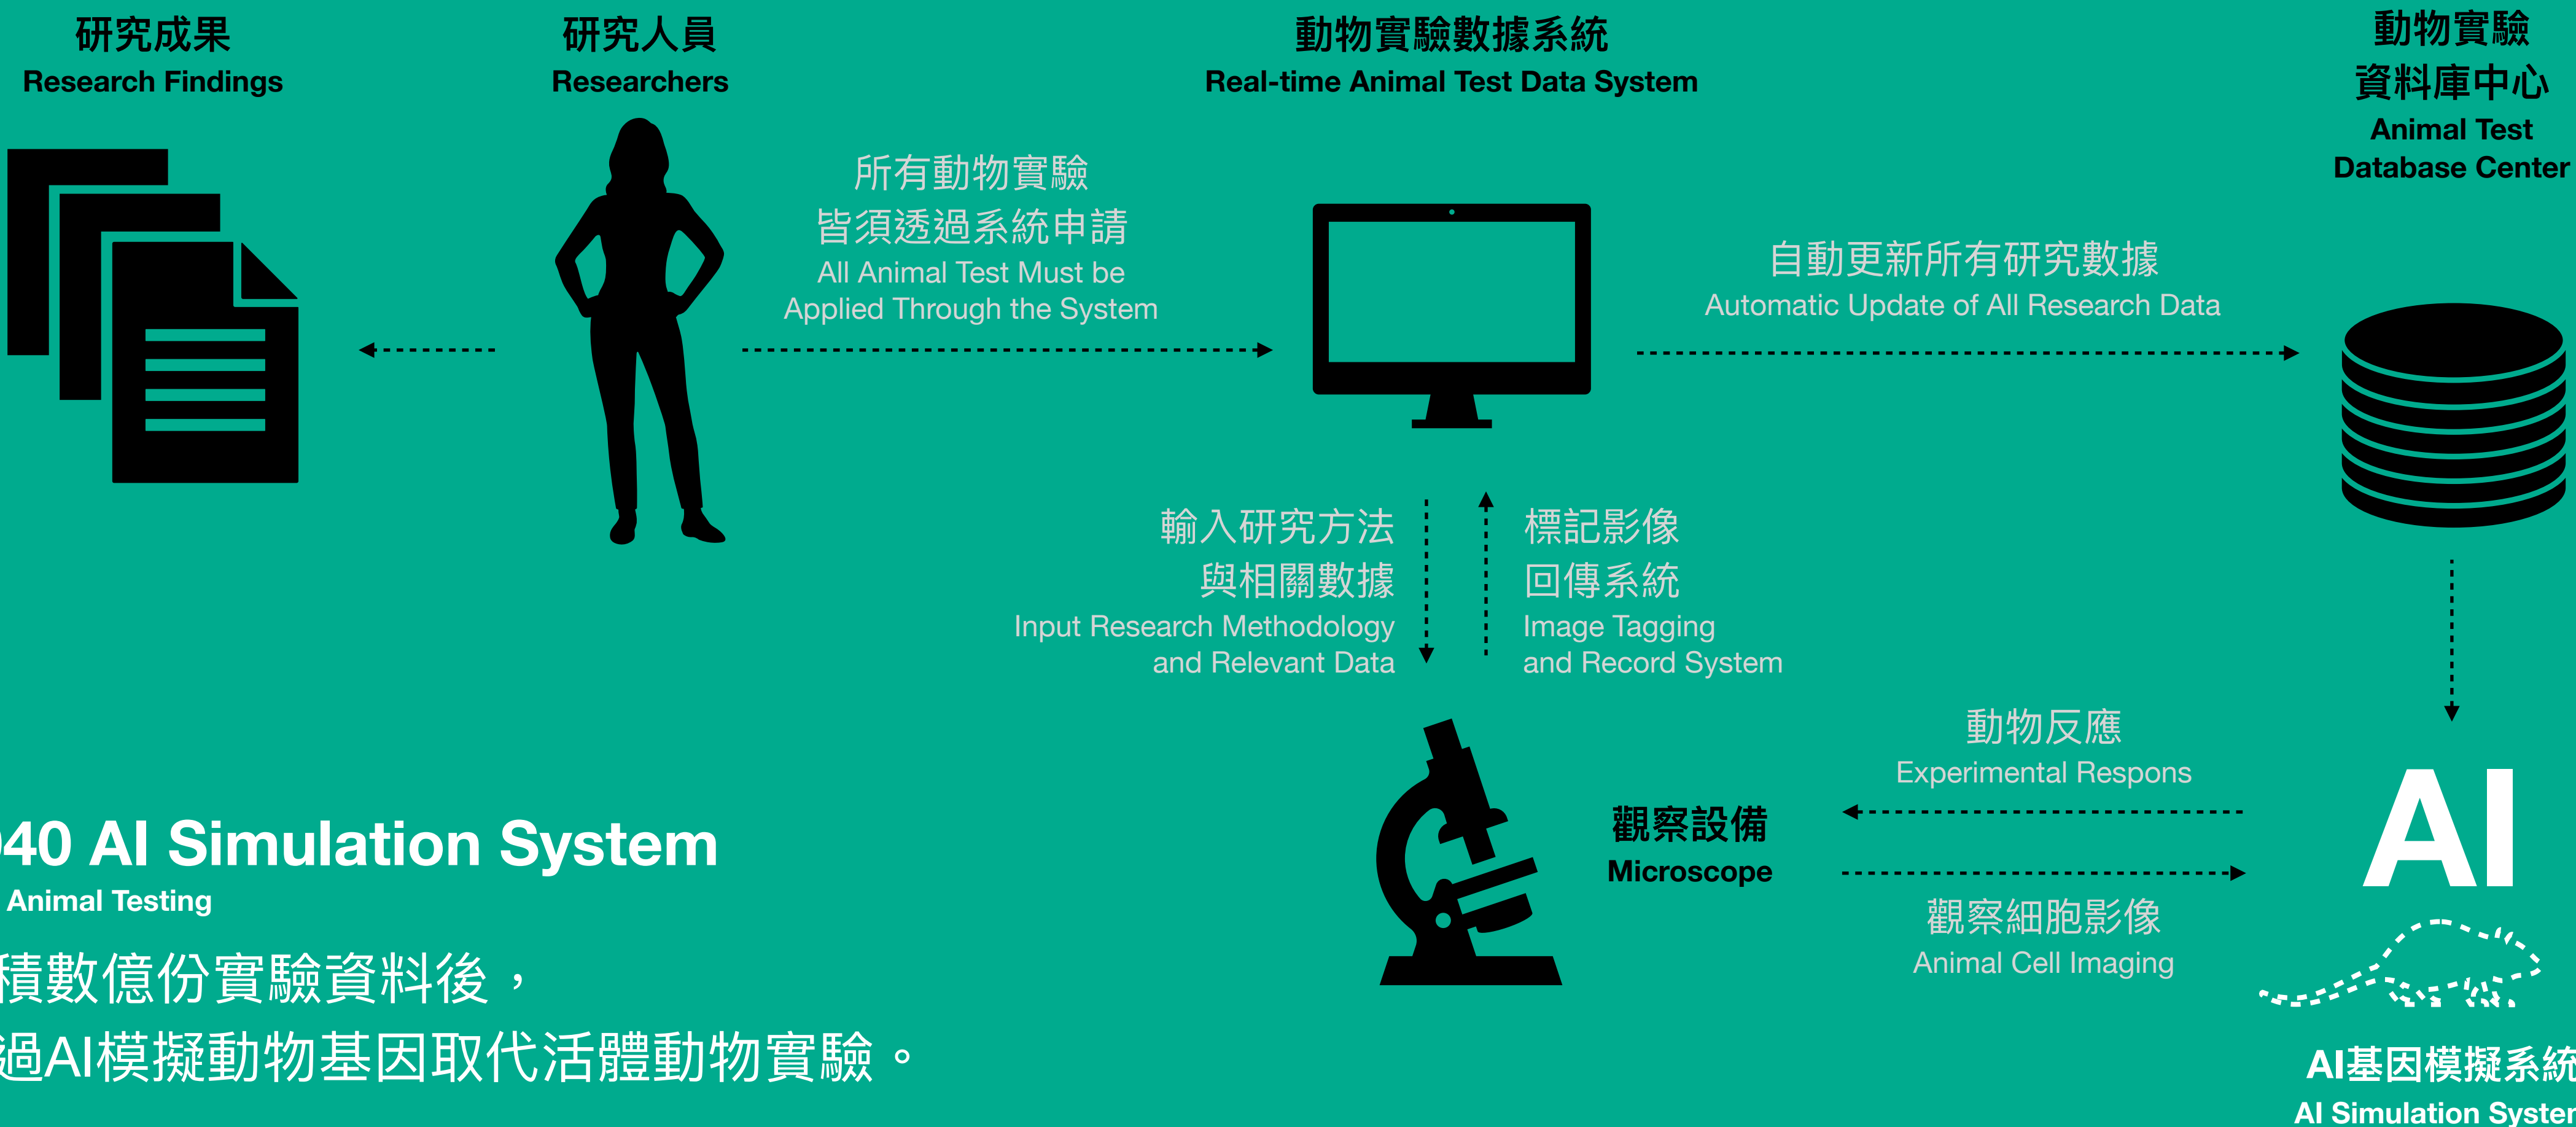 研究成果
Research Findings
研究人員
Researchers
動物實驗數據系統
Real-time Animal Test Data System
動物實驗
資料庫中心
Animal Test
Database Center
所有動物實驗
皆須透過系統申請
All Animal Test Must be
Applied Through the System
自動更新所有研究數據
Automatic Update of All Research Data
輸入研究方法
與相關數據
Input Research Methodology
and Relevant Data
標記影像
回傳系統
Image Tagging
and Record System
動物反應
Experimental Respons
觀察設備
Microscope
觀察細胞影像
Animal Cell Imaging
AI
AI基因模擬系統
AI Simulation System
040 AI Simulation System
Animal Testing
積數億份實驗資料後，
過AI模擬動物基因取代活體動物實驗。